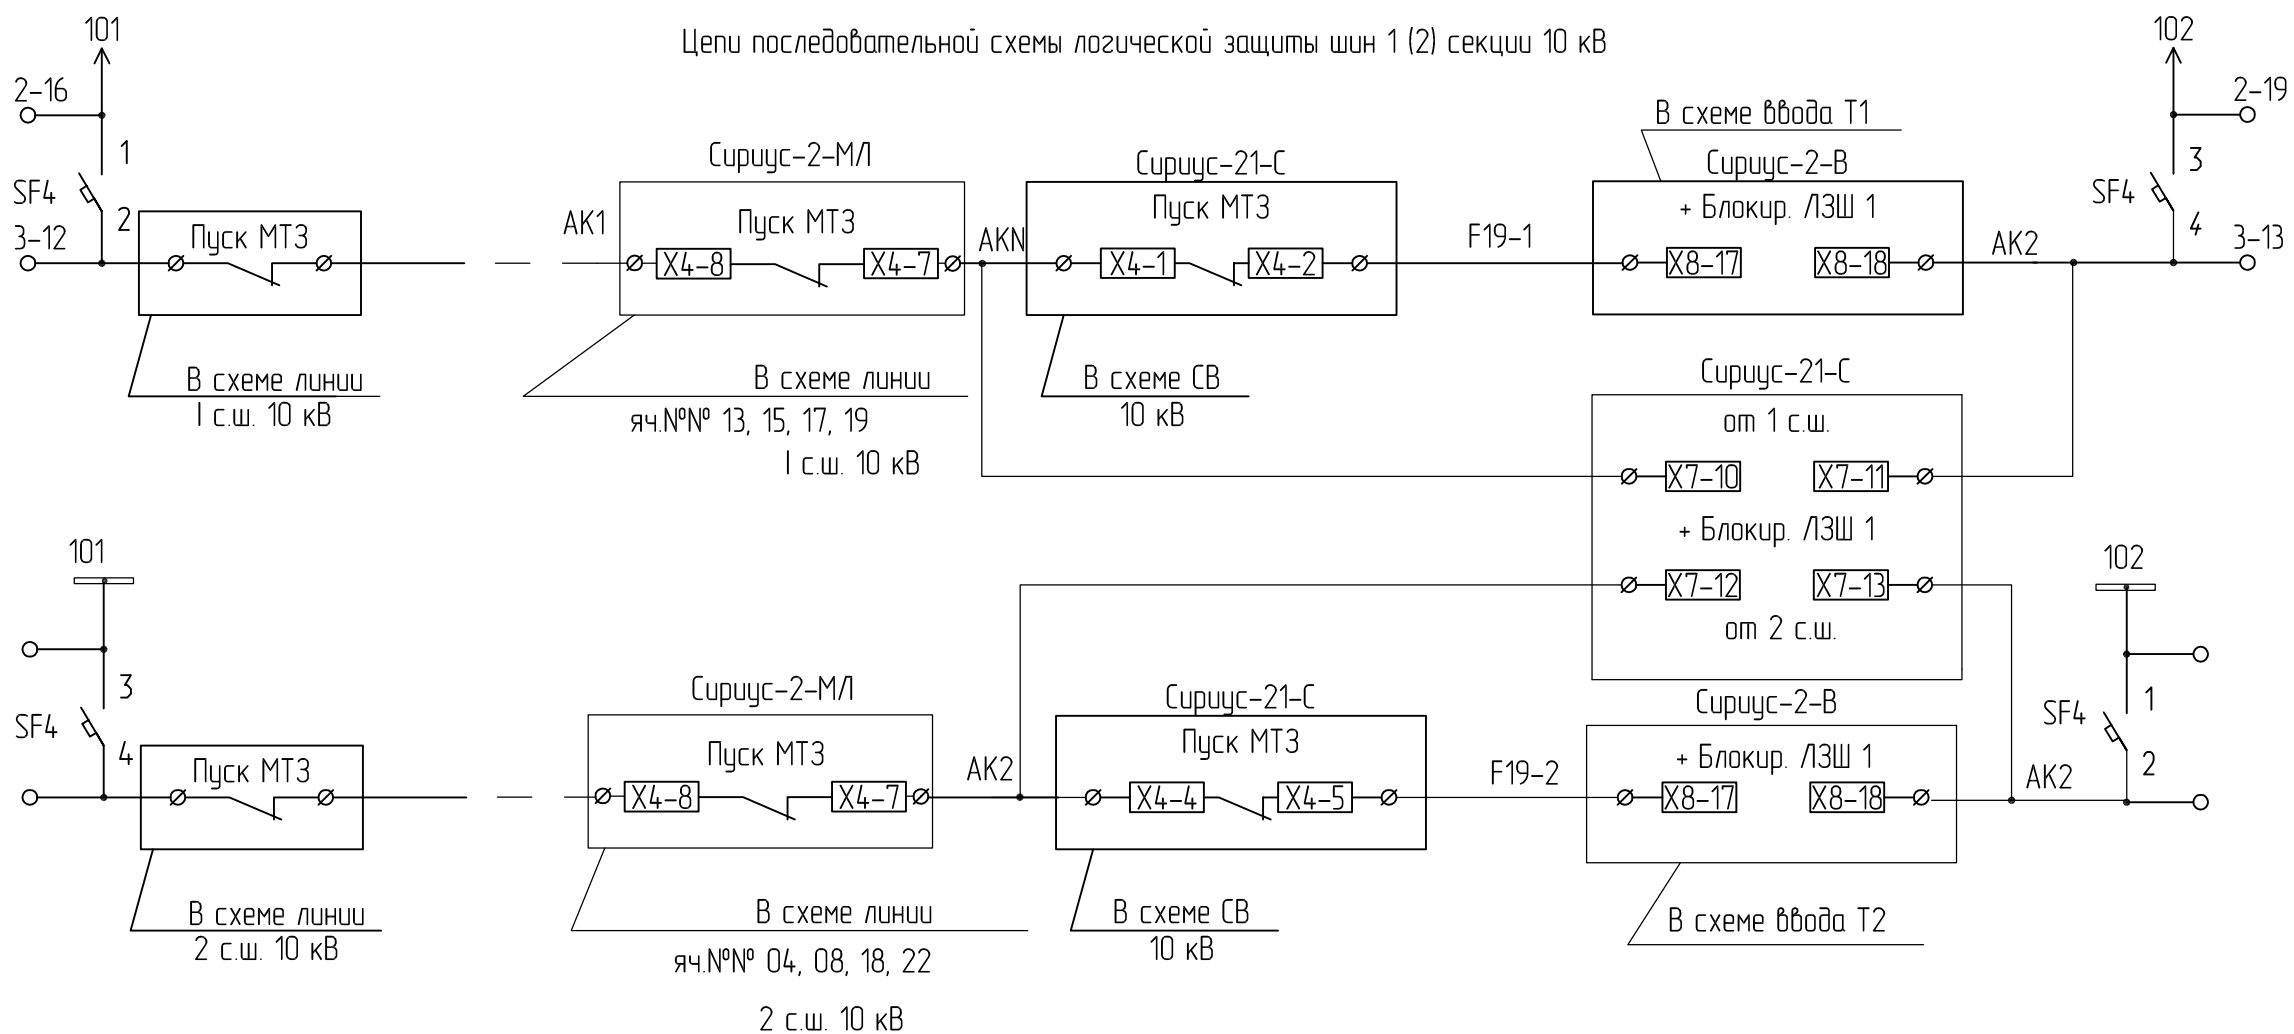 Цепи последовательной схемы логической защиты шин 1 (2) секции 10 кВ
101
2-16
1
SF4
2
3-12
Пуск МТЗ
В схеме линии
I с.ш. 10 кВ
АК1
Сириус-2-МЛ
Пуск МТЗ
X4-8
X4-7
В схеме линии
яч.№№ 13, 15, 17, 19
I с.ш. 10 кВ
AKN
Сириус-21-С
Пуск МТЗ
X4-1
X4-2
В схеме СВ
10 кВ
F19-1
В схеме ввода Т1
Сириус-2-В
+ Блокир. ЛЗШ 1
X8-17
X8-18
АК2
102
2-19
3
SF4
4
3-13
Сириус-21-С
от 1 с.ш.
X7-10
X7-11
+ Блокир. ЛЗШ 1
X7-12
X7-13
от 2 с.ш.
101
3
SF4
4
Пуск МТЗ
В схеме линии
2 с.ш. 10 кВ
Сириус-2-МЛ
Пуск МТЗ
X4-8
X4-7
В схеме линии
яч.№№ 04, 08, 18, 22
2 с.ш. 10 кВ
АК2
Сириус-21-С
Пуск МТЗ
X4-4
X4-5
В схеме СВ
10 кВ
F19-2
Сириус-2-В
+ Блокир. ЛЗШ 1
X8-17
X8-18
В схеме ввода Т2
АК2
102
1
SF4
2